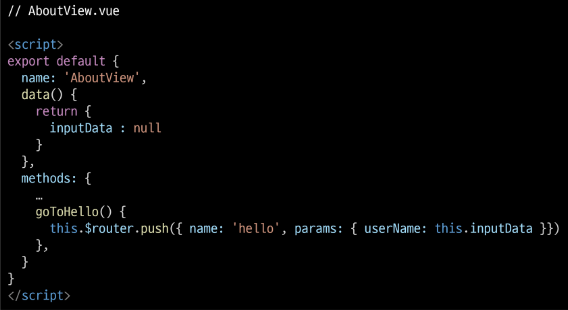 // AboutView.vue
<script>
export default {
  name: 'AboutView',
  data() {
    return {
      inputData : null
    }
  },
  methods: {
    …
    goToHello() {
      this.$router.push({ name: 'hello', params: { userName: this.inputData }})
    },
  }
}
</script>